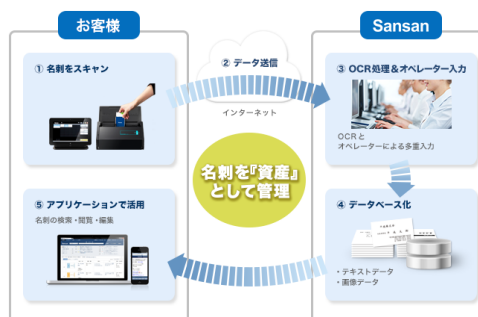 お客様
Sansan
① 名刺をスキャン
② データ送信
インターネット
③ OCR処理&オペレーター入力
OCRと
オペレーターによる多重入力
名刺を『資産』
として管理
④ データベース化
・テキストデータ
・画像データ
⑤ アプリケーションで活用
名刺の検索・閲覧・編集